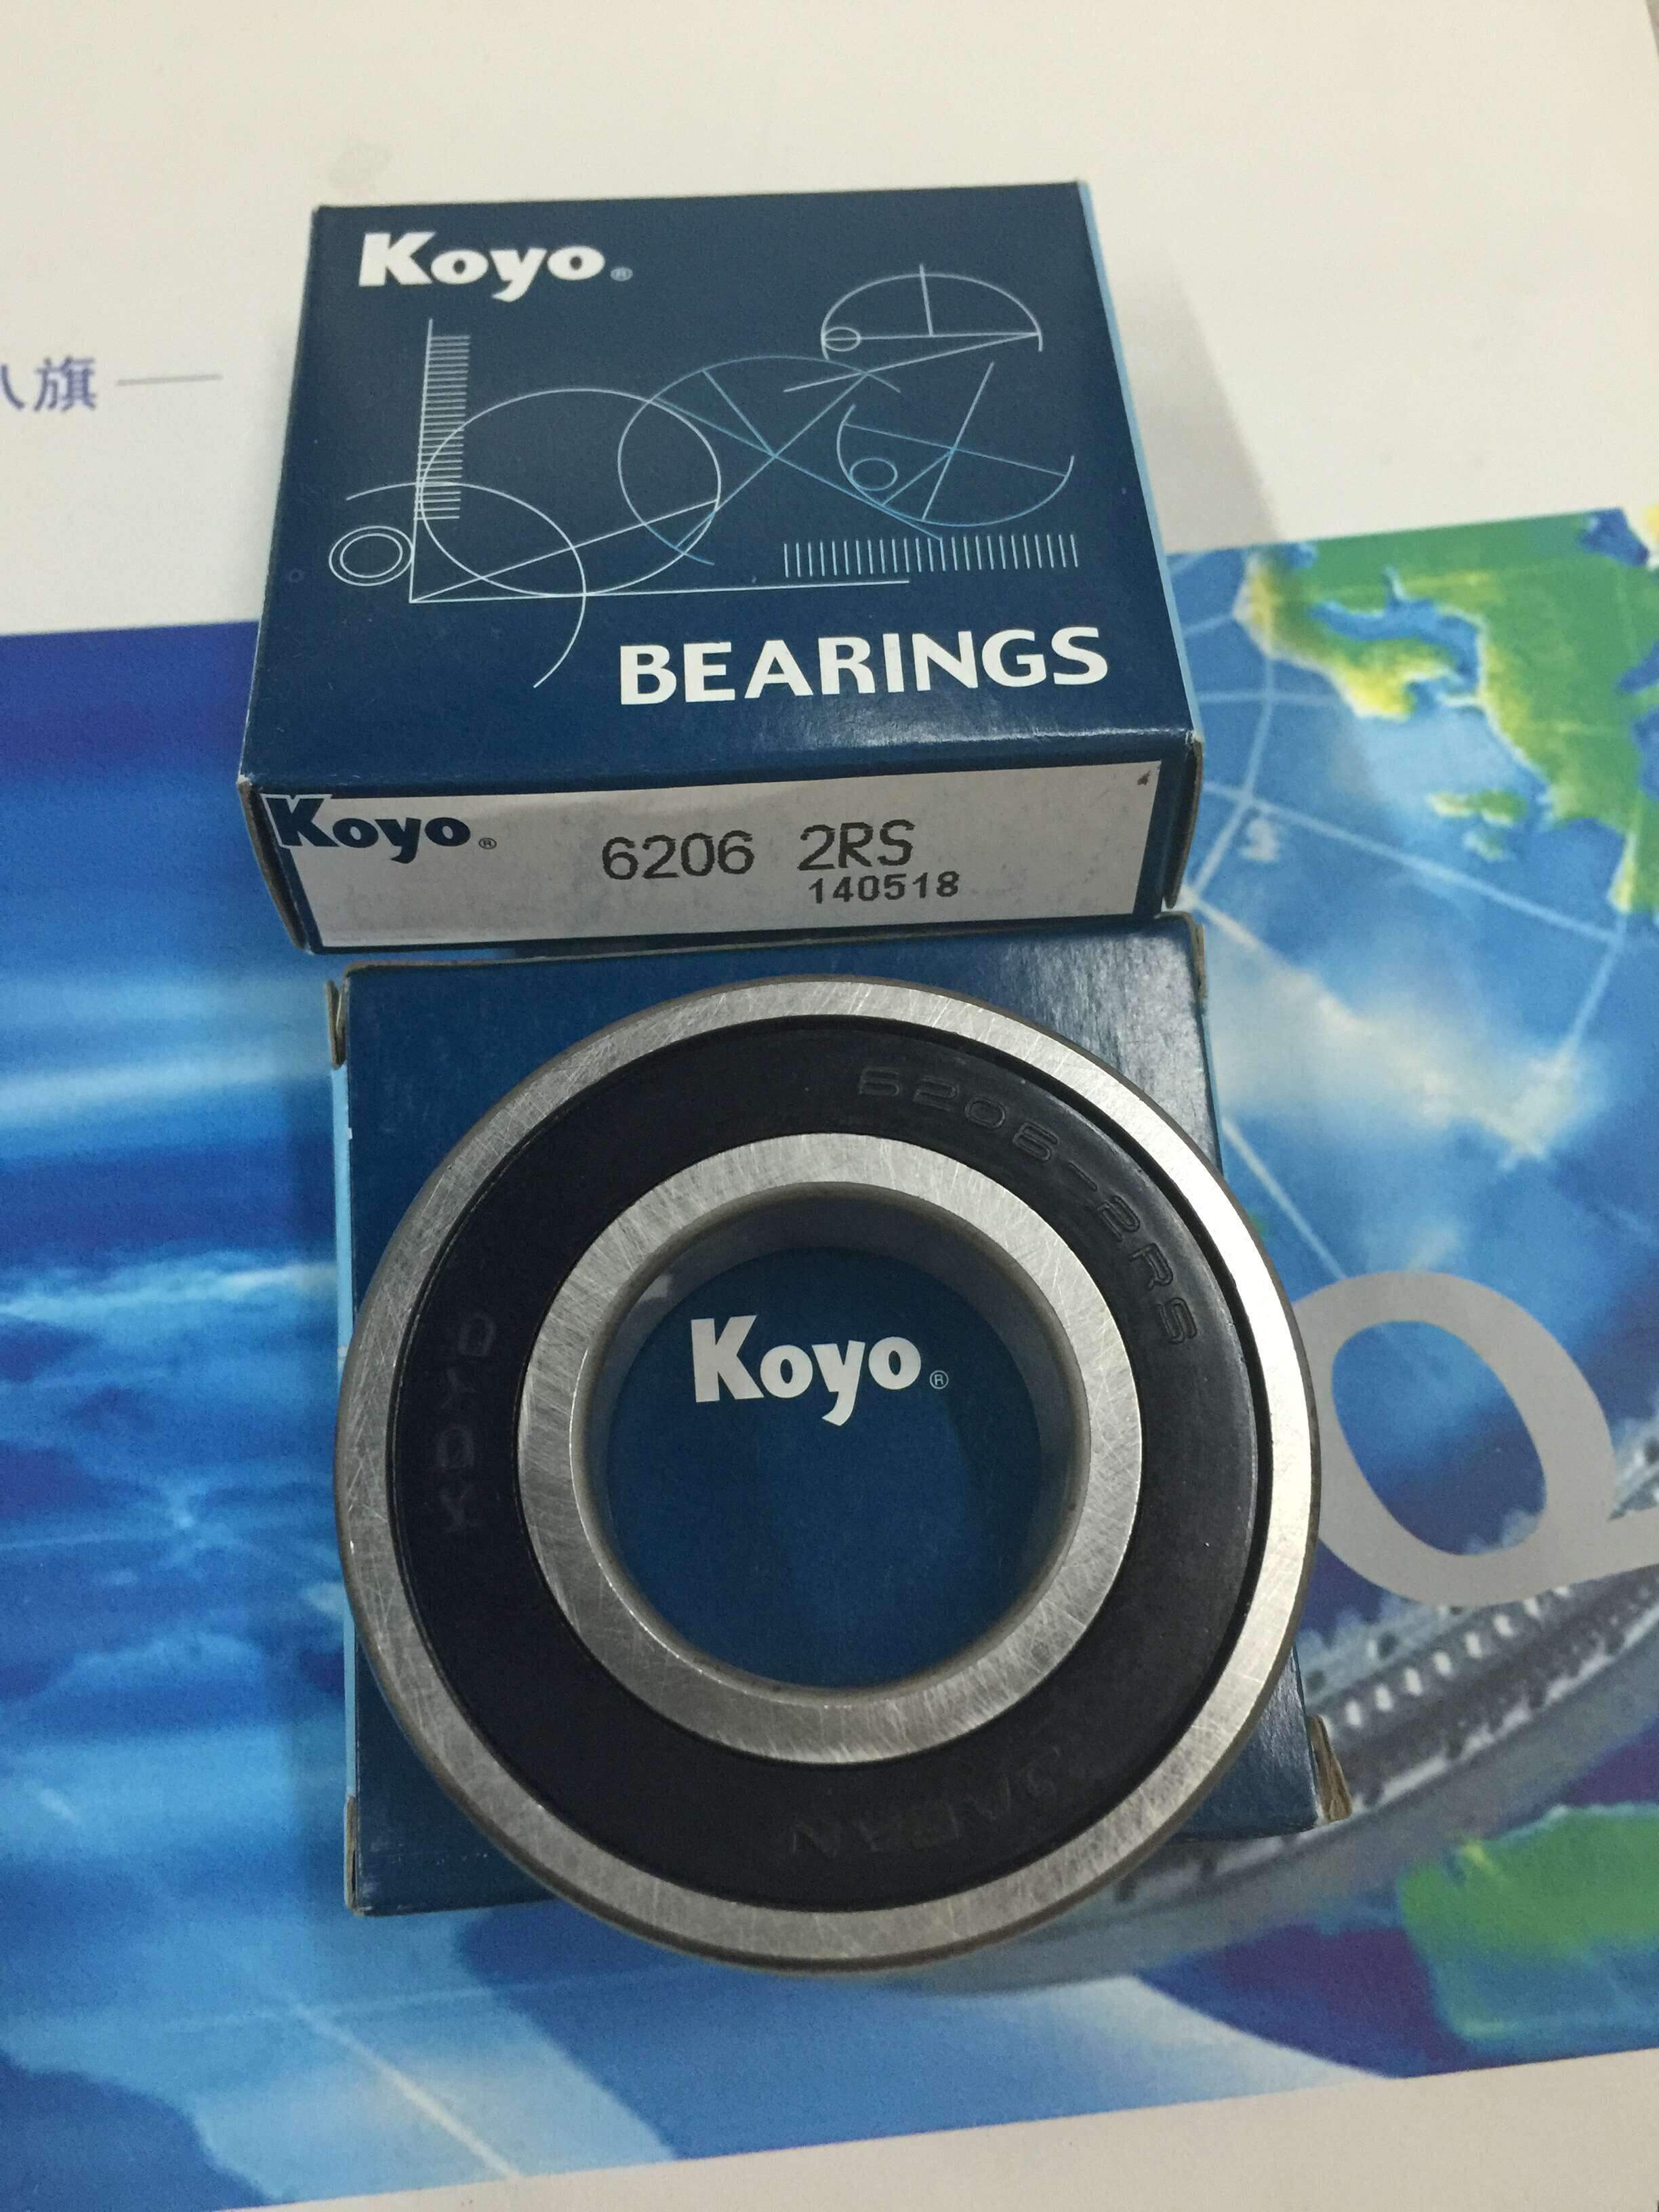 Koyo®
八旗
BEARINGS
Koyo® 6206 2RS
140518
6206-2RS
KOYO
Koyo®
JAPAN